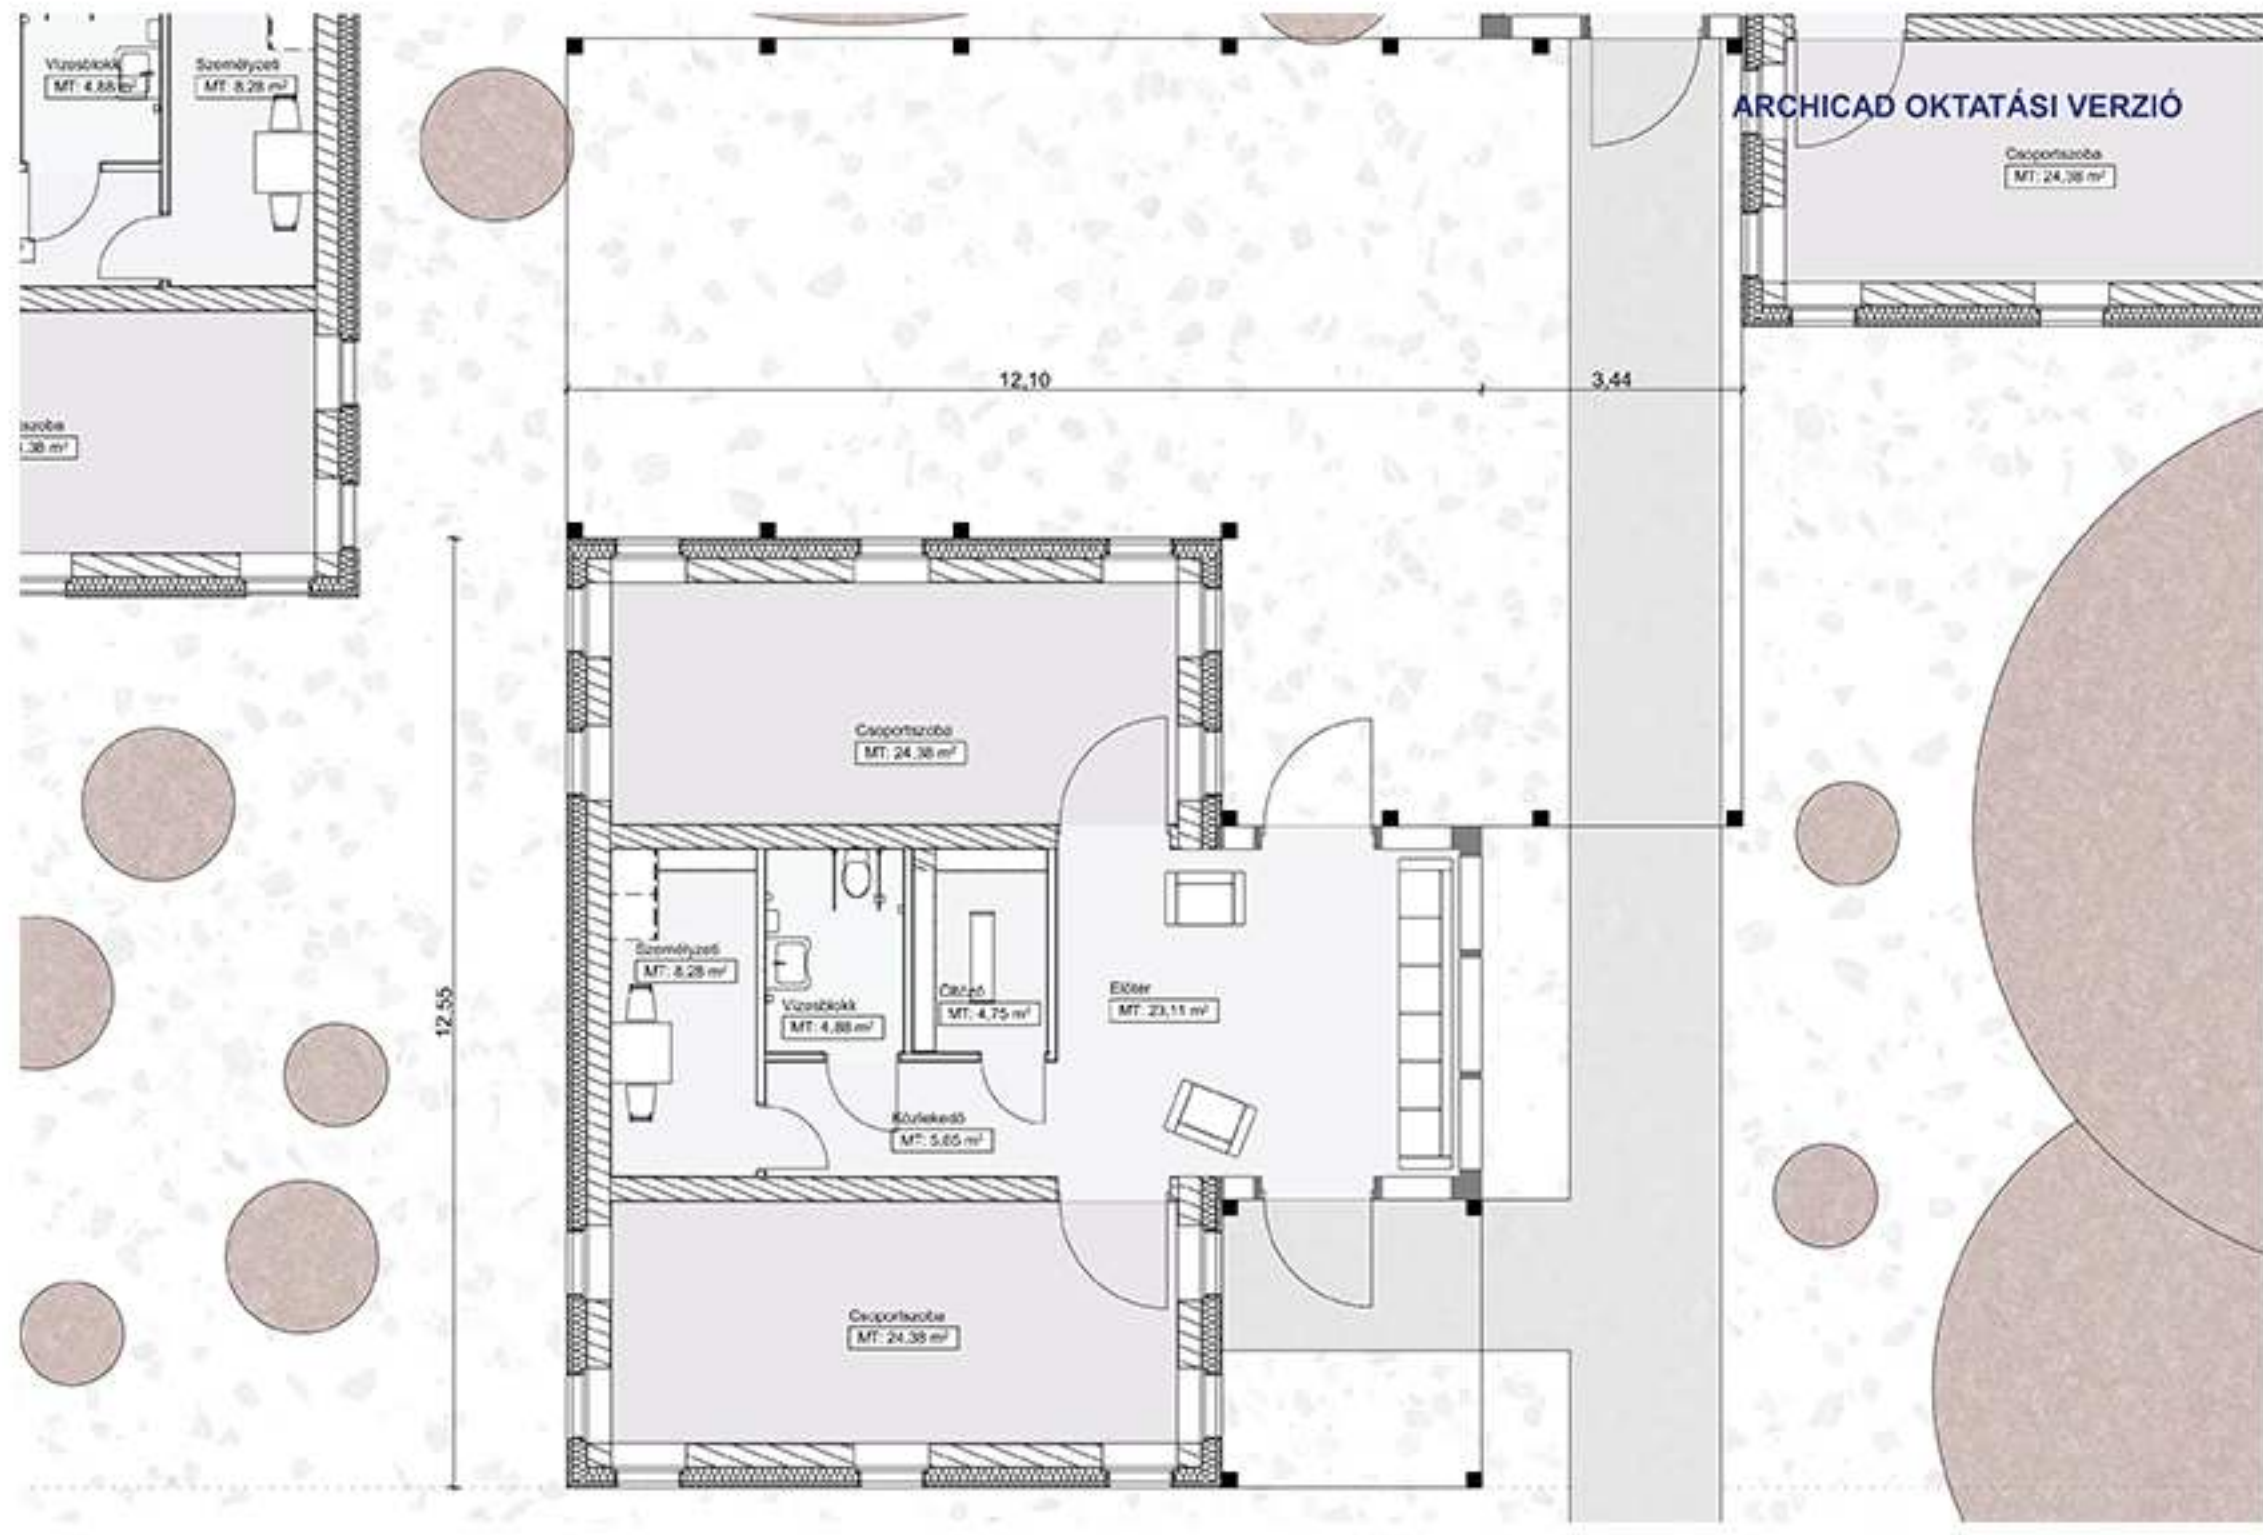 Vizesblokk
MT: 4,88 m²
Személyzeti
MT: 8,28 m²
ARCHICAD OKTATÁSI VERZIÓ
Csoportszoba
MT: 24,38 m²
12,10
3,44
szoba
,38 m²
Csoportszoba
MT: 24,38 m²
12,55
Személyzeti
MT: 8,28 m²
Vizesblokk
MT: 4,88 m²
Öltöző
MT: 4,75 m²
Előtér
MT: 23,11 m²
Közlekedő
MT: 5,65 m²
Csoportszoba
MT: 24,38 m²